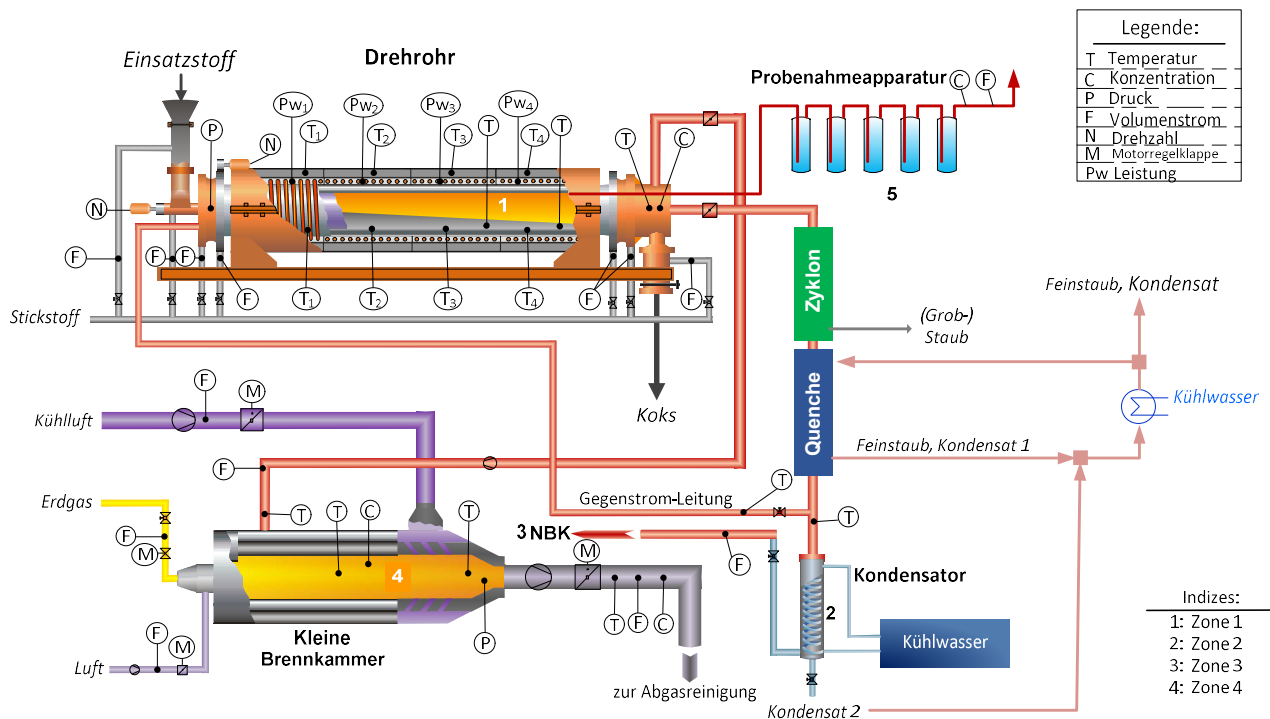 Legende:
T Temperatur
C Konzentration
P Druck
F Volumenstrom
N Drehzahl
M Motorregelklappe
Pw Leistung
Drehrohr
Einsatzstoff
Probenahmeapparatur
C F
5
Pw₁ Pw₂ Pw₃ Pw₄
T₁ T₂ T₃ T T₄ T
P
N
T C
N
1
F F F F F F F
T₁ T₂ T₃ T₄
Stickstoff
Koks
Zyklon
(Grob-)
Staub
Feinstaub, Kondensat
Quenche
Kühlwasser
Feinstaub, Kondensat 1
Kühlluft
F M
F
Gegenstrom-Leitung
T
T
Erdgas
F
M
T
T C T
4
P
3 NBK
F
M
T F C
Kleine
Brennkammer
Luft
F M
zur Abgasreinigung
Kondensator
2
Kühlwasser
Kondensat 2
Indizes:
1: Zone 1
2: Zone 2
3: Zone 3
4: Zone 4